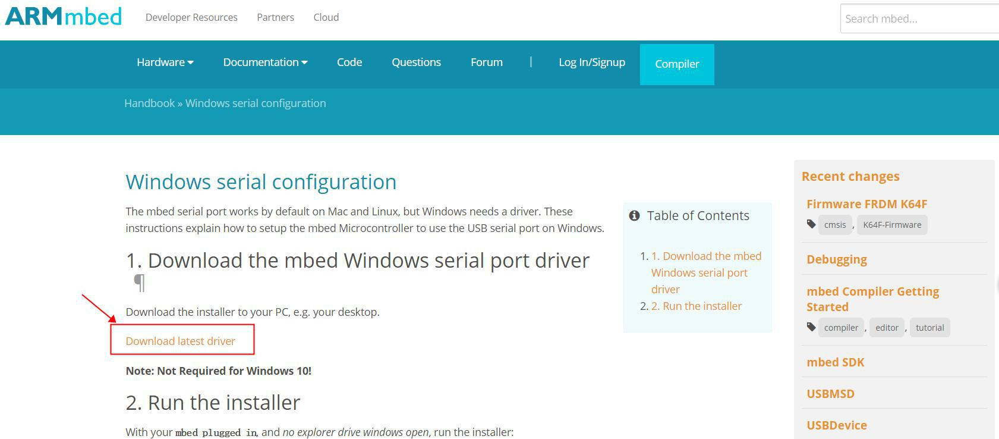 ARMmbed
Developer Resources Partners Cloud
Search mbed...
Hardware Documentation Code Questions Forum | Log In/Signup Compiler
Handbook » Windows serial configuration
Windows serial configuration
The mbed serial port works by default on Mac and Linux, but Windows needs a driver. These
instructions explain how to setup the mbed Microcontroller to use the USB serial port on Windows.
1. Download the mbed Windows serial port driver
¶
Download the installer to your PC, e.g. your desktop.
Download latest driver
Note: Not Required for Windows 10!
2. Run the installer
With your mbed plugged in, and no explorer drive windows open, run the installer:
Table of Contents
1. 1. Download the mbed
Windows serial port
driver
2. 2. Run the installer
Recent changes
Firmware FRDM K64F
cmsis, K64F-Firmware
Debugging
mbed Compiler Getting
Started
compiler, editor, tutorial
mbed SDK
USBMSD
USBDevice